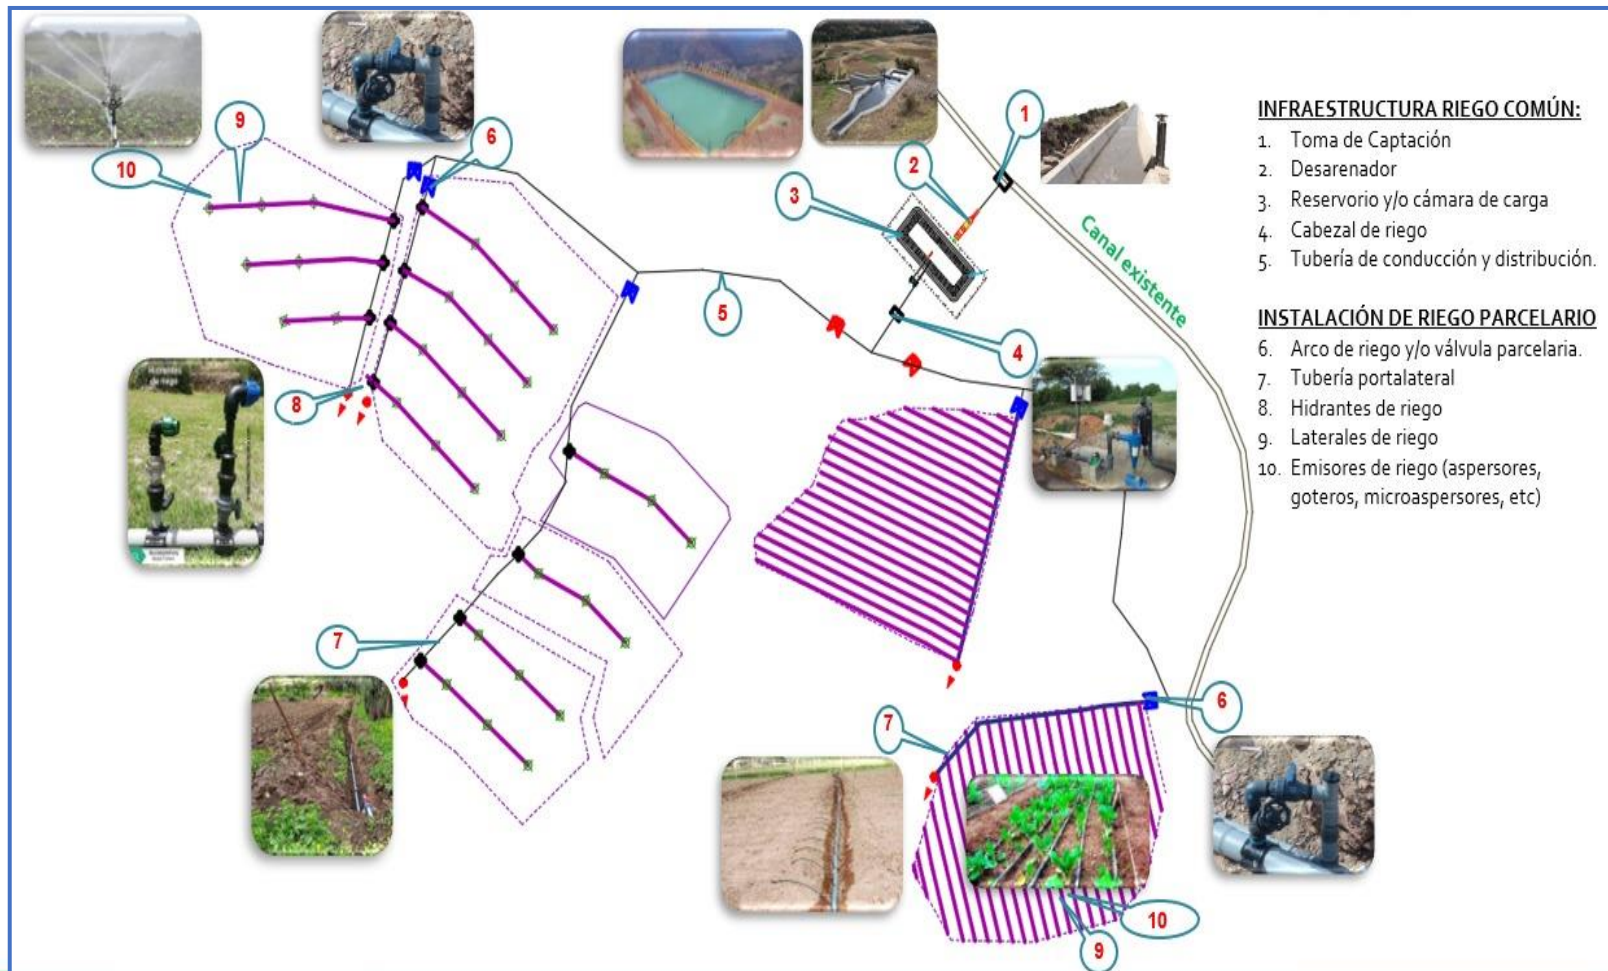 INFRAESTRUCTURA RIEGO COMÚN:
1. Toma de Captación
2. Desarenador
3. Reservorio y/o cámara de carga
4. Cabezal de riego
5. Tubería de conducción y distribución.
INSTALACIÓN DE RIEGO PARCELARIO
6. Arco de riego y/o válvula parcelaria.
7. Tubería portalateral
8. Hidrantes de riego
9. Laterales de riego
10. Emisores de riego (aspersores,
goteros, microaspersores, etc)
9
10
6
1
2
3
Canal existente
5
4
Hidrantes
de riego
8
7
6
7
10
9